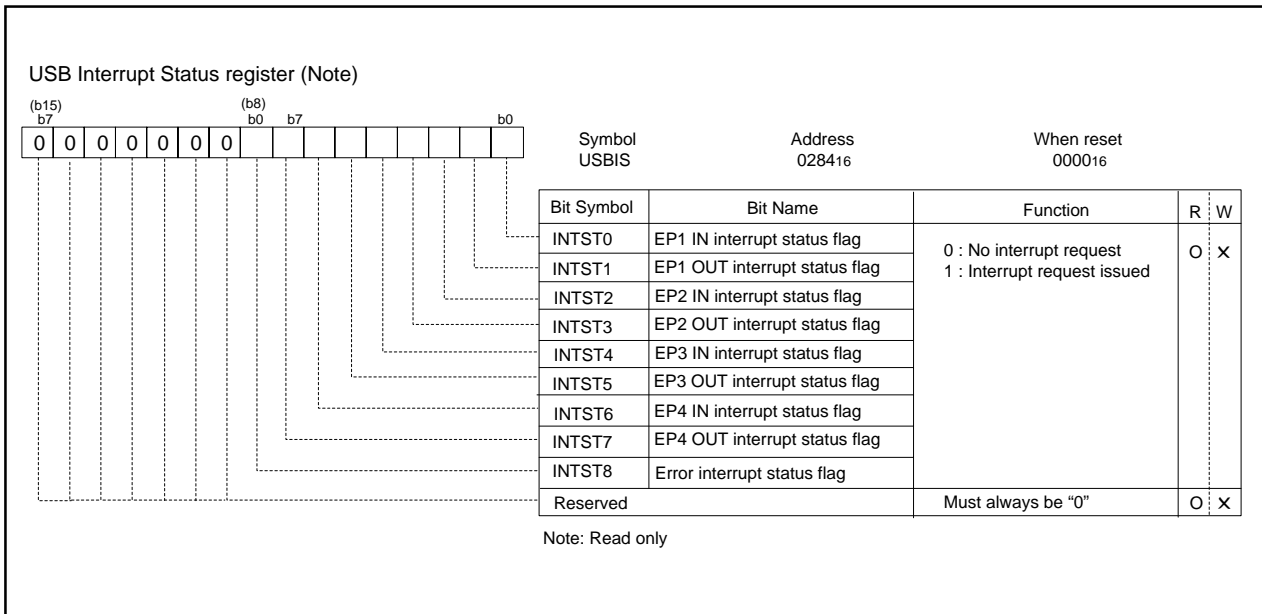 USB Interrupt Status register (Note)
(b15) (b8)
b7 b0 b7 b0
0 0 0 0 0 0 0
Symbol Address When reset
USBIS 028416 000016
Bit Symbol Bit Name Function R W
INTST0 EP1 IN interrupt status flag 0 : No interrupt request O X
INTST1 EP1 OUT interrupt status flag 1 : Interrupt request issued
INTST2 EP2 IN interrupt status flag
INTST3 EP2 OUT interrupt status flag
INTST4 EP3 IN interrupt status flag
INTST5 EP3 OUT interrupt status flag
INTST6 EP4 IN interrupt status flag
INTST7 EP4 OUT interrupt status flag
INTST8 Error interrupt status flag
Reserved Must always be “0” O X
Note: Read only